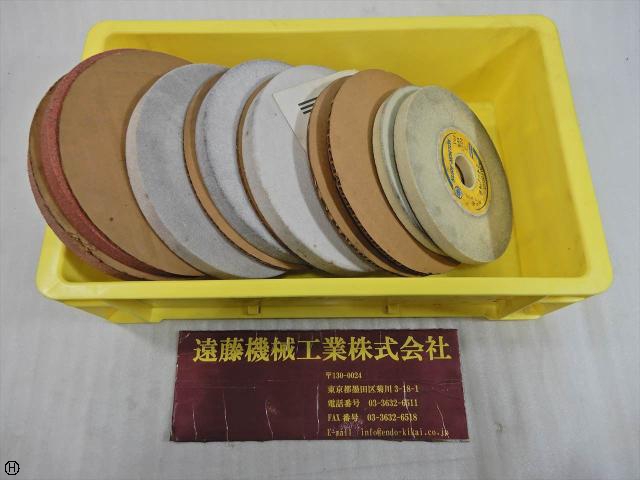 遠藤機械工業株式会社
〒130-0024
東京都墨田区菊川3-18-1
電話番号 03-3632-6511
FAX番号 03-3632-6518
E-mail info@endo-kikai.co.jp
H